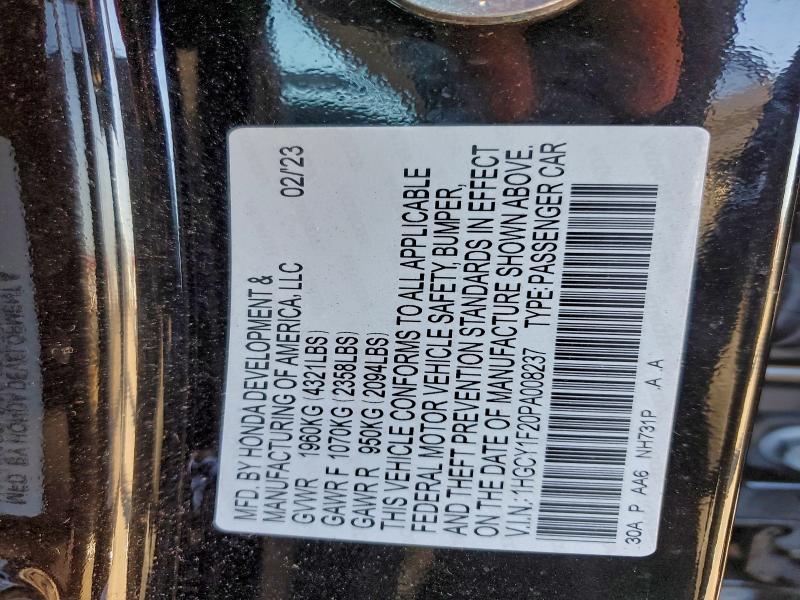 MFD. BY HONDA DEVELOPMENT &
MANUFACTURING OF AMERICA, LLC 02/'23
GVWR 1960KG (4321LBS)
GAWR F 1070KG (2358LBS)
GAWR R 950KG (2094LBS)
THIS VEHICLE CONFORMS TO ALL APPLICABLE
FEDERAL MOTOR VEHICLE SAFETY, BUMPER,
AND THEFT PREVENTION STANDARDS IN EFFECT
ON THE DATE OF MANUFACTURE SHOWN ABOVE.
V.I.N.: 1HGCY1F20PA008237 TYPE: PASSENGER CAR
30A P AA6 NH731P .A .A